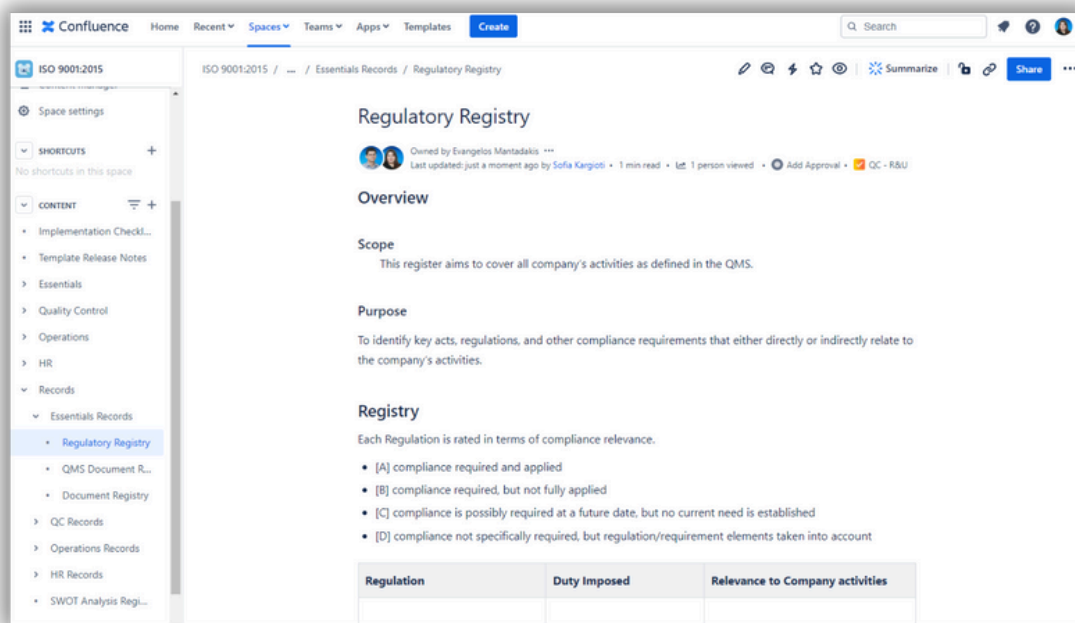 Confluence Home Recent Spaces Teams Apps Templates Create Search
ISO 9001:2015
Space settings
SHORTCUTS
No shortcuts in this space
CONTENT
Implementation Checkl...
Template Release Notes
Essentials
Quality Control
Operations
HR
Records
Essentials Records
Regulatory Registry
QMS Document R...
Document Registry
QC Records
Operations Records
HR Records
SWOT Analysis Regi...
ISO 9001:2015 / ... / Essentials Records / Regulatory Registry Summarize Share
Regulatory Registry
Owned by Evangelos Mantadakis
Last updated: just a moment ago by Sofia Kargioti • 1 min read • 1 person viewed • Add Approval • QC - R&U
Overview
Scope
This register aims to cover all company's activities as defined in the QMS.
Purpose
To identify key acts, regulations, and other compliance requirements that either directly or indirectly relate to
the company's activities.
Registry
Each Regulation is rated in terms of compliance relevance.
• [A] compliance required and applied
• [B] compliance required, but not fully applied
• [C] compliance is possibly required at a future date, but no current need is established
• [D] compliance not specifically required, but regulation/requirement elements taken into account
Regulation Duty Imposed Relevance to Company activities